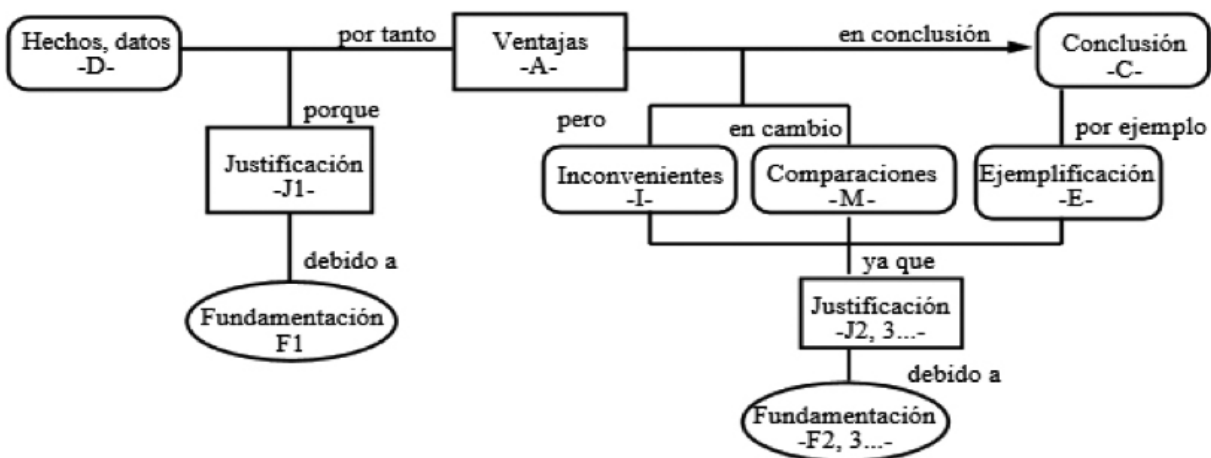 Hechos, datos
-D-
por tanto
Ventajas
-A-
en conclusión
Conclusión
-C-
porque
pero
en cambio
por ejemplo
Justificación
-J1-
Inconvenientes
-I-
Comparaciones
-M-
Ejemplificación
-E-
debido a
ya que
Fundamentación
F1
Justificación
-J2, 3...-
debido a
Fundamentación
-F2, 3...-